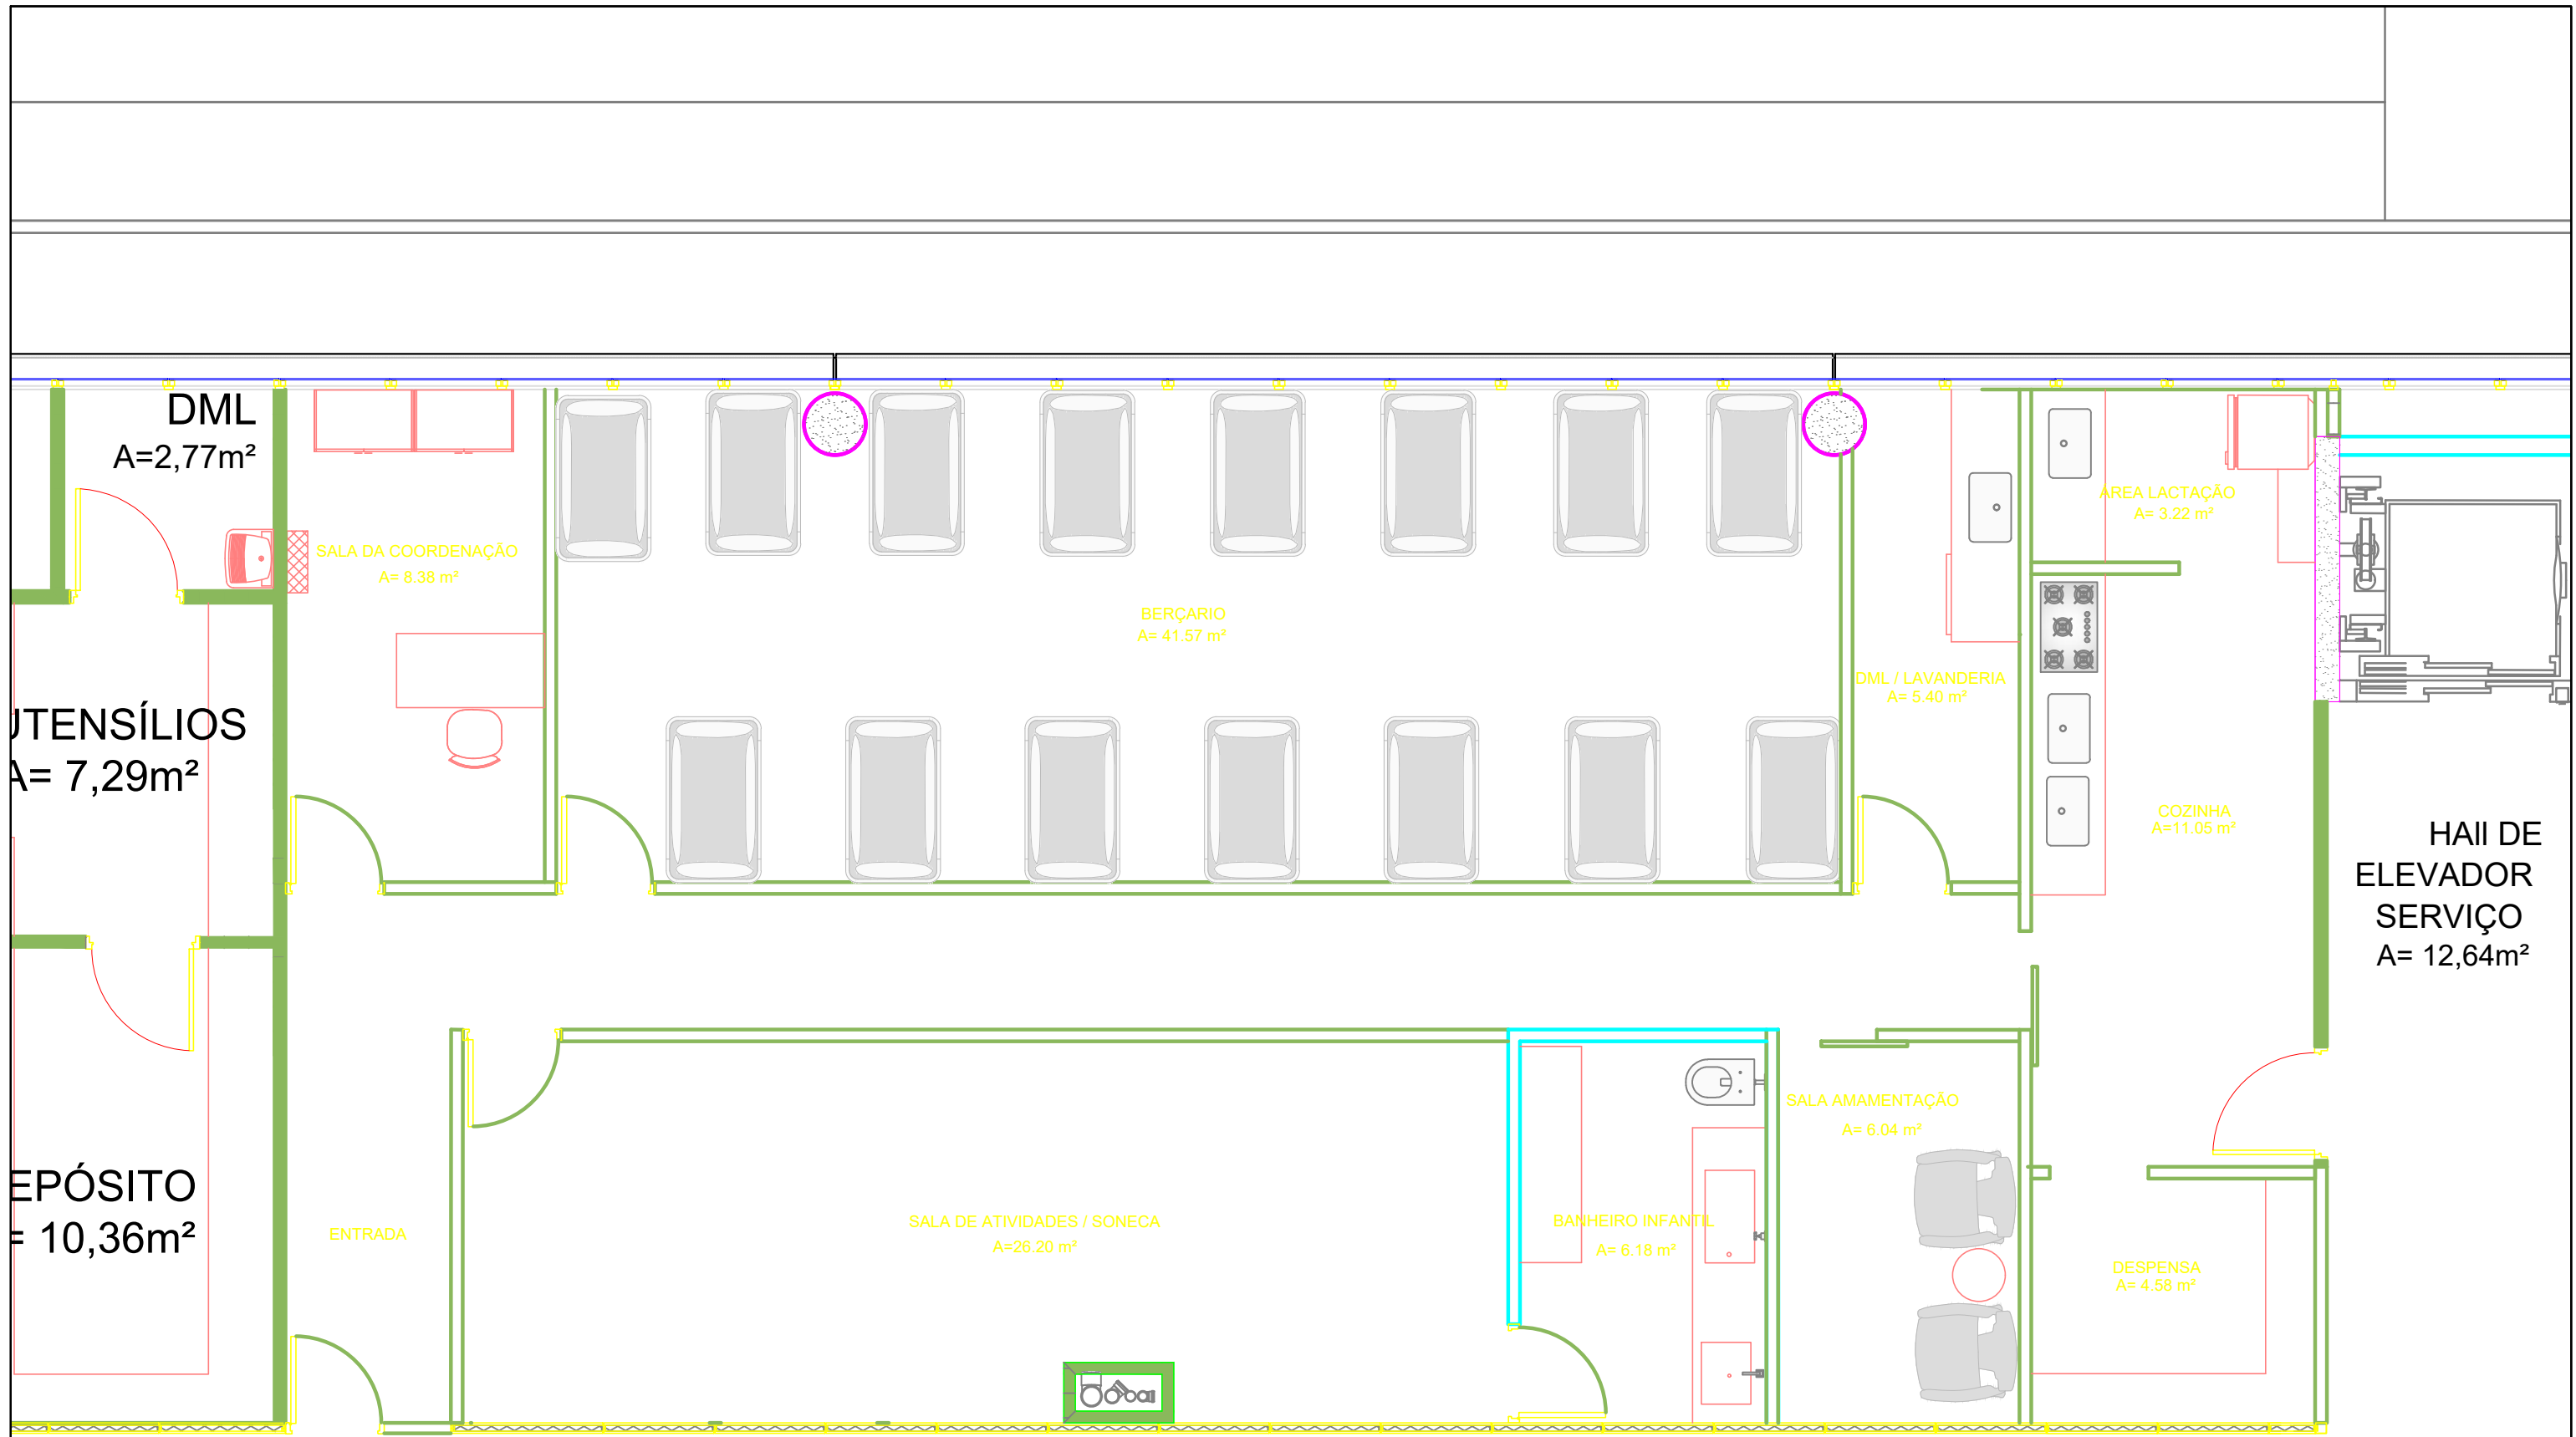 DML
A=2,77m²
SALA DA COORDENAÇÃO
A= 8.38 m²
BERÇARIO
A= 41.57 m²
DML / LAVANDERIA
A= 5.40 m²
ÁREA LACTAÇÃO
A= 3.22 m²
UTENSÍLIOS
A= 7,29m²
COZINHA
A=11.05 m²
HAll DE
ELEVADOR
SERVIÇO
A= 12,64m²
EPÓSITO
= 10,36m²
ENTRADA
SALA DE ATIVIDADES / SONECA
A=26.20 m²
BANHEIRO INFANTIL
A= 6.18 m²
SALA AMAMENTAÇÃO
A= 6.04 m²
DESPENSA
A= 4.58 m²